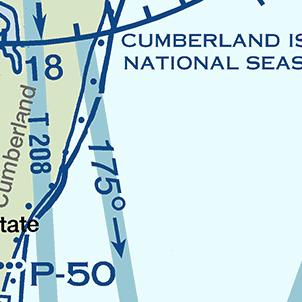 CUMBERLAND IS
NATIONAL SEAS
18
Cumberland
T 208
175°
tate
P-50